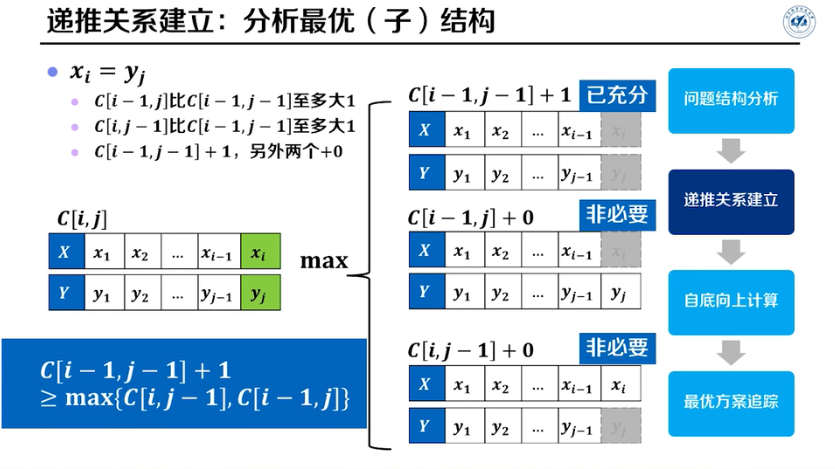 递推关系建立：分析最优（子）结构
x_i = y_j
C[i−1,j]比C[i−1,j−1]至多大1
C[i,j−1]比C[i−1,j−1]至多大1
C[i−1,j−1]+1，另外两个+0
C[i,j]
X x_1 x_2 ... x_{i−1} x_i
Y y_1 y_2 ... y_{j−1} y_j
C[i−1,j−1]+1
≥ max{C[i,j−1],C[i−1,j]}
max
C[i−1,j−1]+1 已充分
X x_1 x_2 ... x_{i−1} x_i
Y y_1 y_2 ... y_{j−1} y_j
C[i−1,j]+0 非必要
X x_1 x_2 ... x_{i−1} x_i
Y y_1 y_2 ... y_{j−1} y_j
C[i,j−1]+0 非必要
X x_1 x_2 ... x_{i−1} x_i
Y y_1 y_2 ... y_{j−1} y_j
问题结构分析
递推关系建立
自底向上计算
最优方案追踪